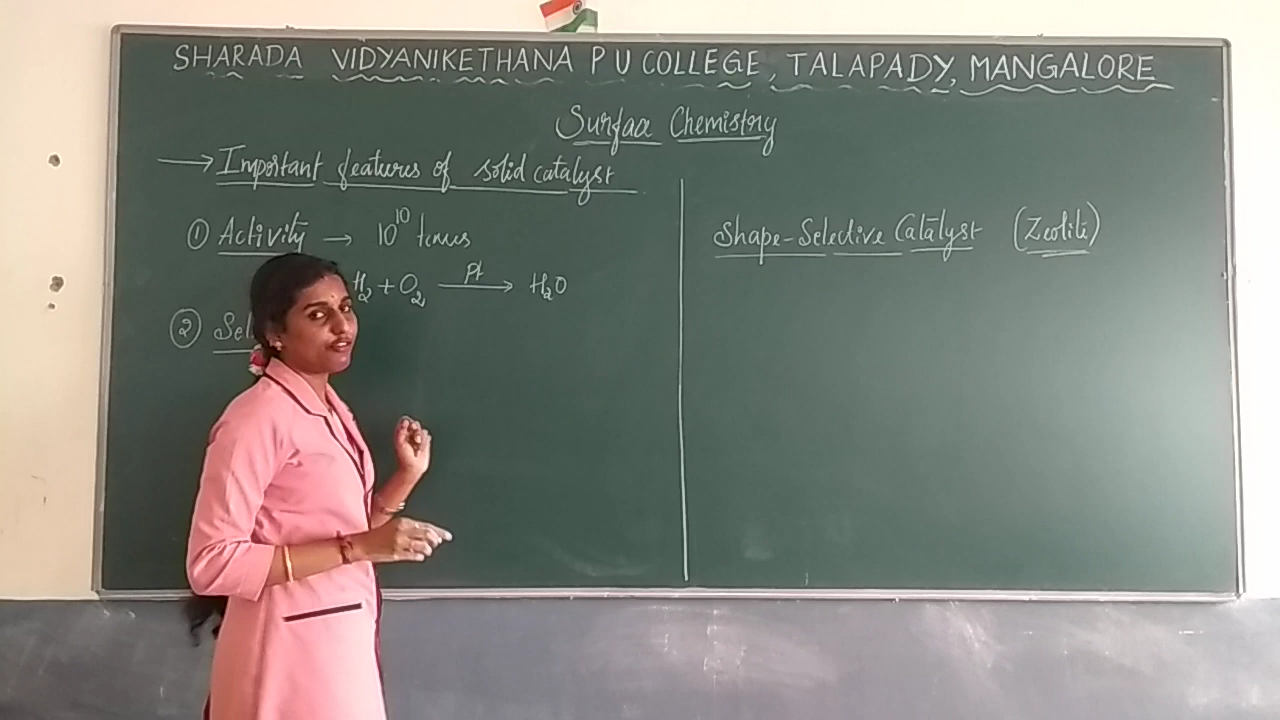 SHARADA VIDYANIKETHANA P U COLLEGE, TALAPADY, MANGALORE
Surface Chemistry
→ Important features of solid catalyst
① Activity → 10¹⁰ times
H₂ + O₂ —Pt→ H₂O
② Sel
Shape-Selective Catalyst (Zeolite)